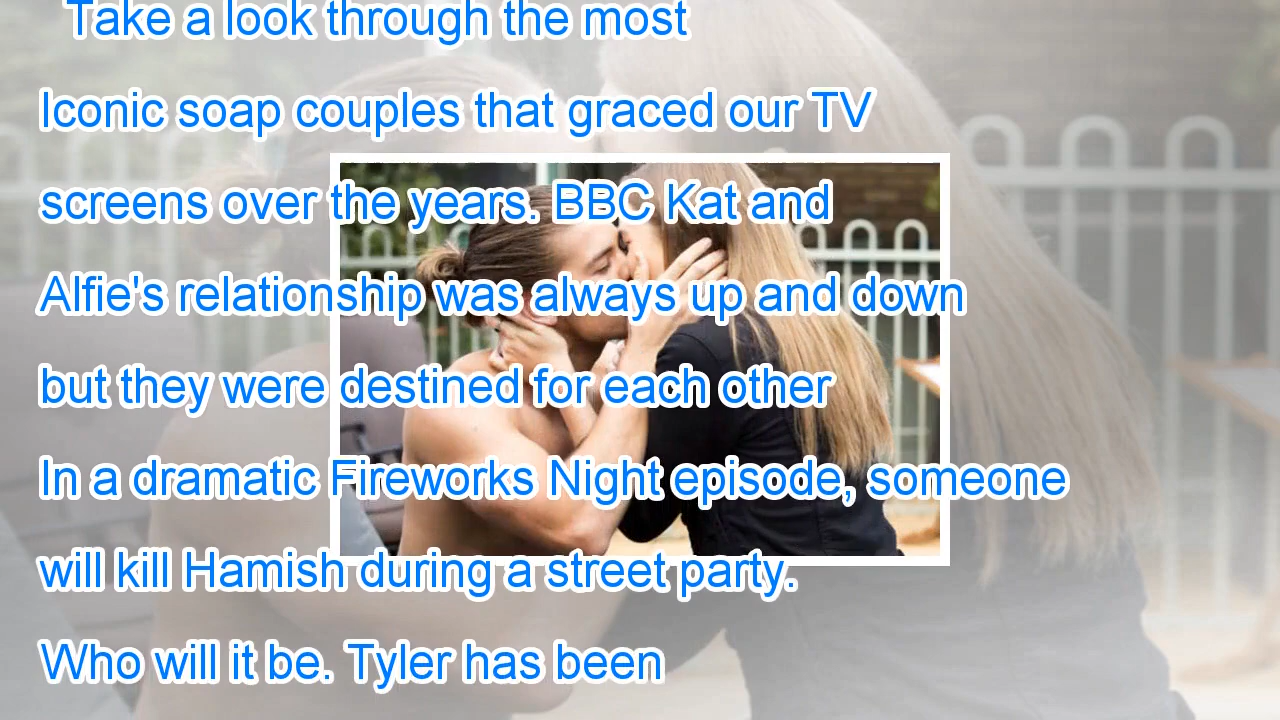 Take a look through the most
Iconic soap couples that graced our TV
screens over the years. BBC Kat and
Alfie's relationship was always up and down
but they were destined for each other
In a dramatic Fireworks Night episode, someone
will kill Hamish during a street party.
Who will it be. Tyler has been